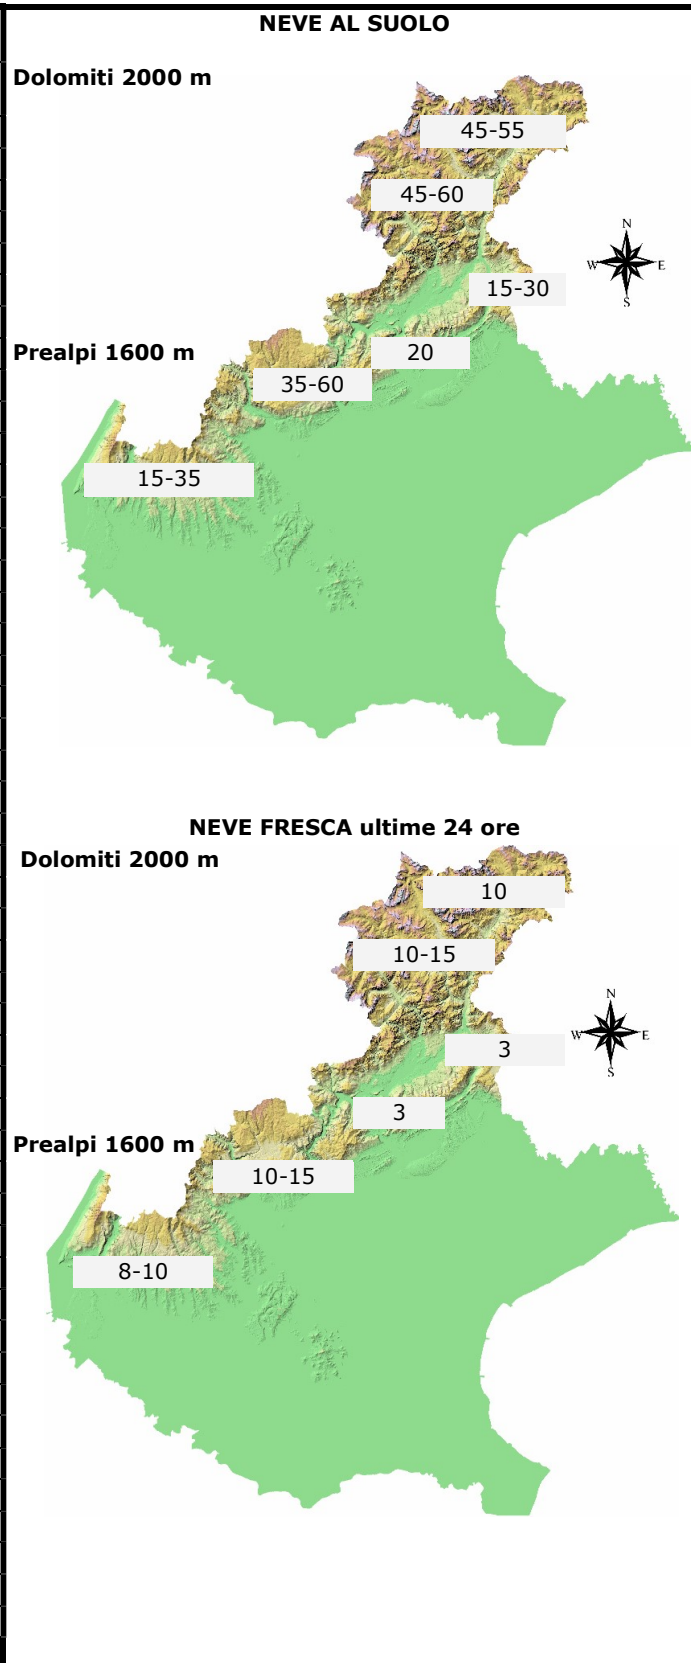 NEVE AL SUOLO
Dolomiti 2000 m
45-55
45-60
N
W E
S
15-30
Prealpi 1600 m
20
35-60
15-35
NEVE FRESCA ultime 24 ore
Dolomiti 2000 m
10
10-15
N
W E
S
3
3
Prealpi 1600 m
10-15
8-10